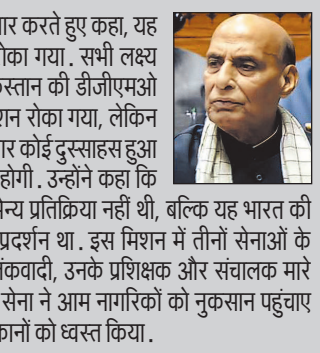 ार करते हुए कहा, यह
ोका गया. सभी लक्ष्य
कस्तान की डीजीएमओ
शन रोका गया, लेकिन
ार कोई दुस्साहस हुआ
होगी. उन्होंने कहा कि
न्य प्रतिक्रिया नहीं थी, बल्कि यह भारत की
प्रदर्शन था. इस मिशन में तीनों सेनाओं के
ंकवादी, उनके प्रशिक्षक और संचालक मारे
सेना ने आम नागरिकों को नुकसान पहुंचाए
कानों को ध्वस्त किया.